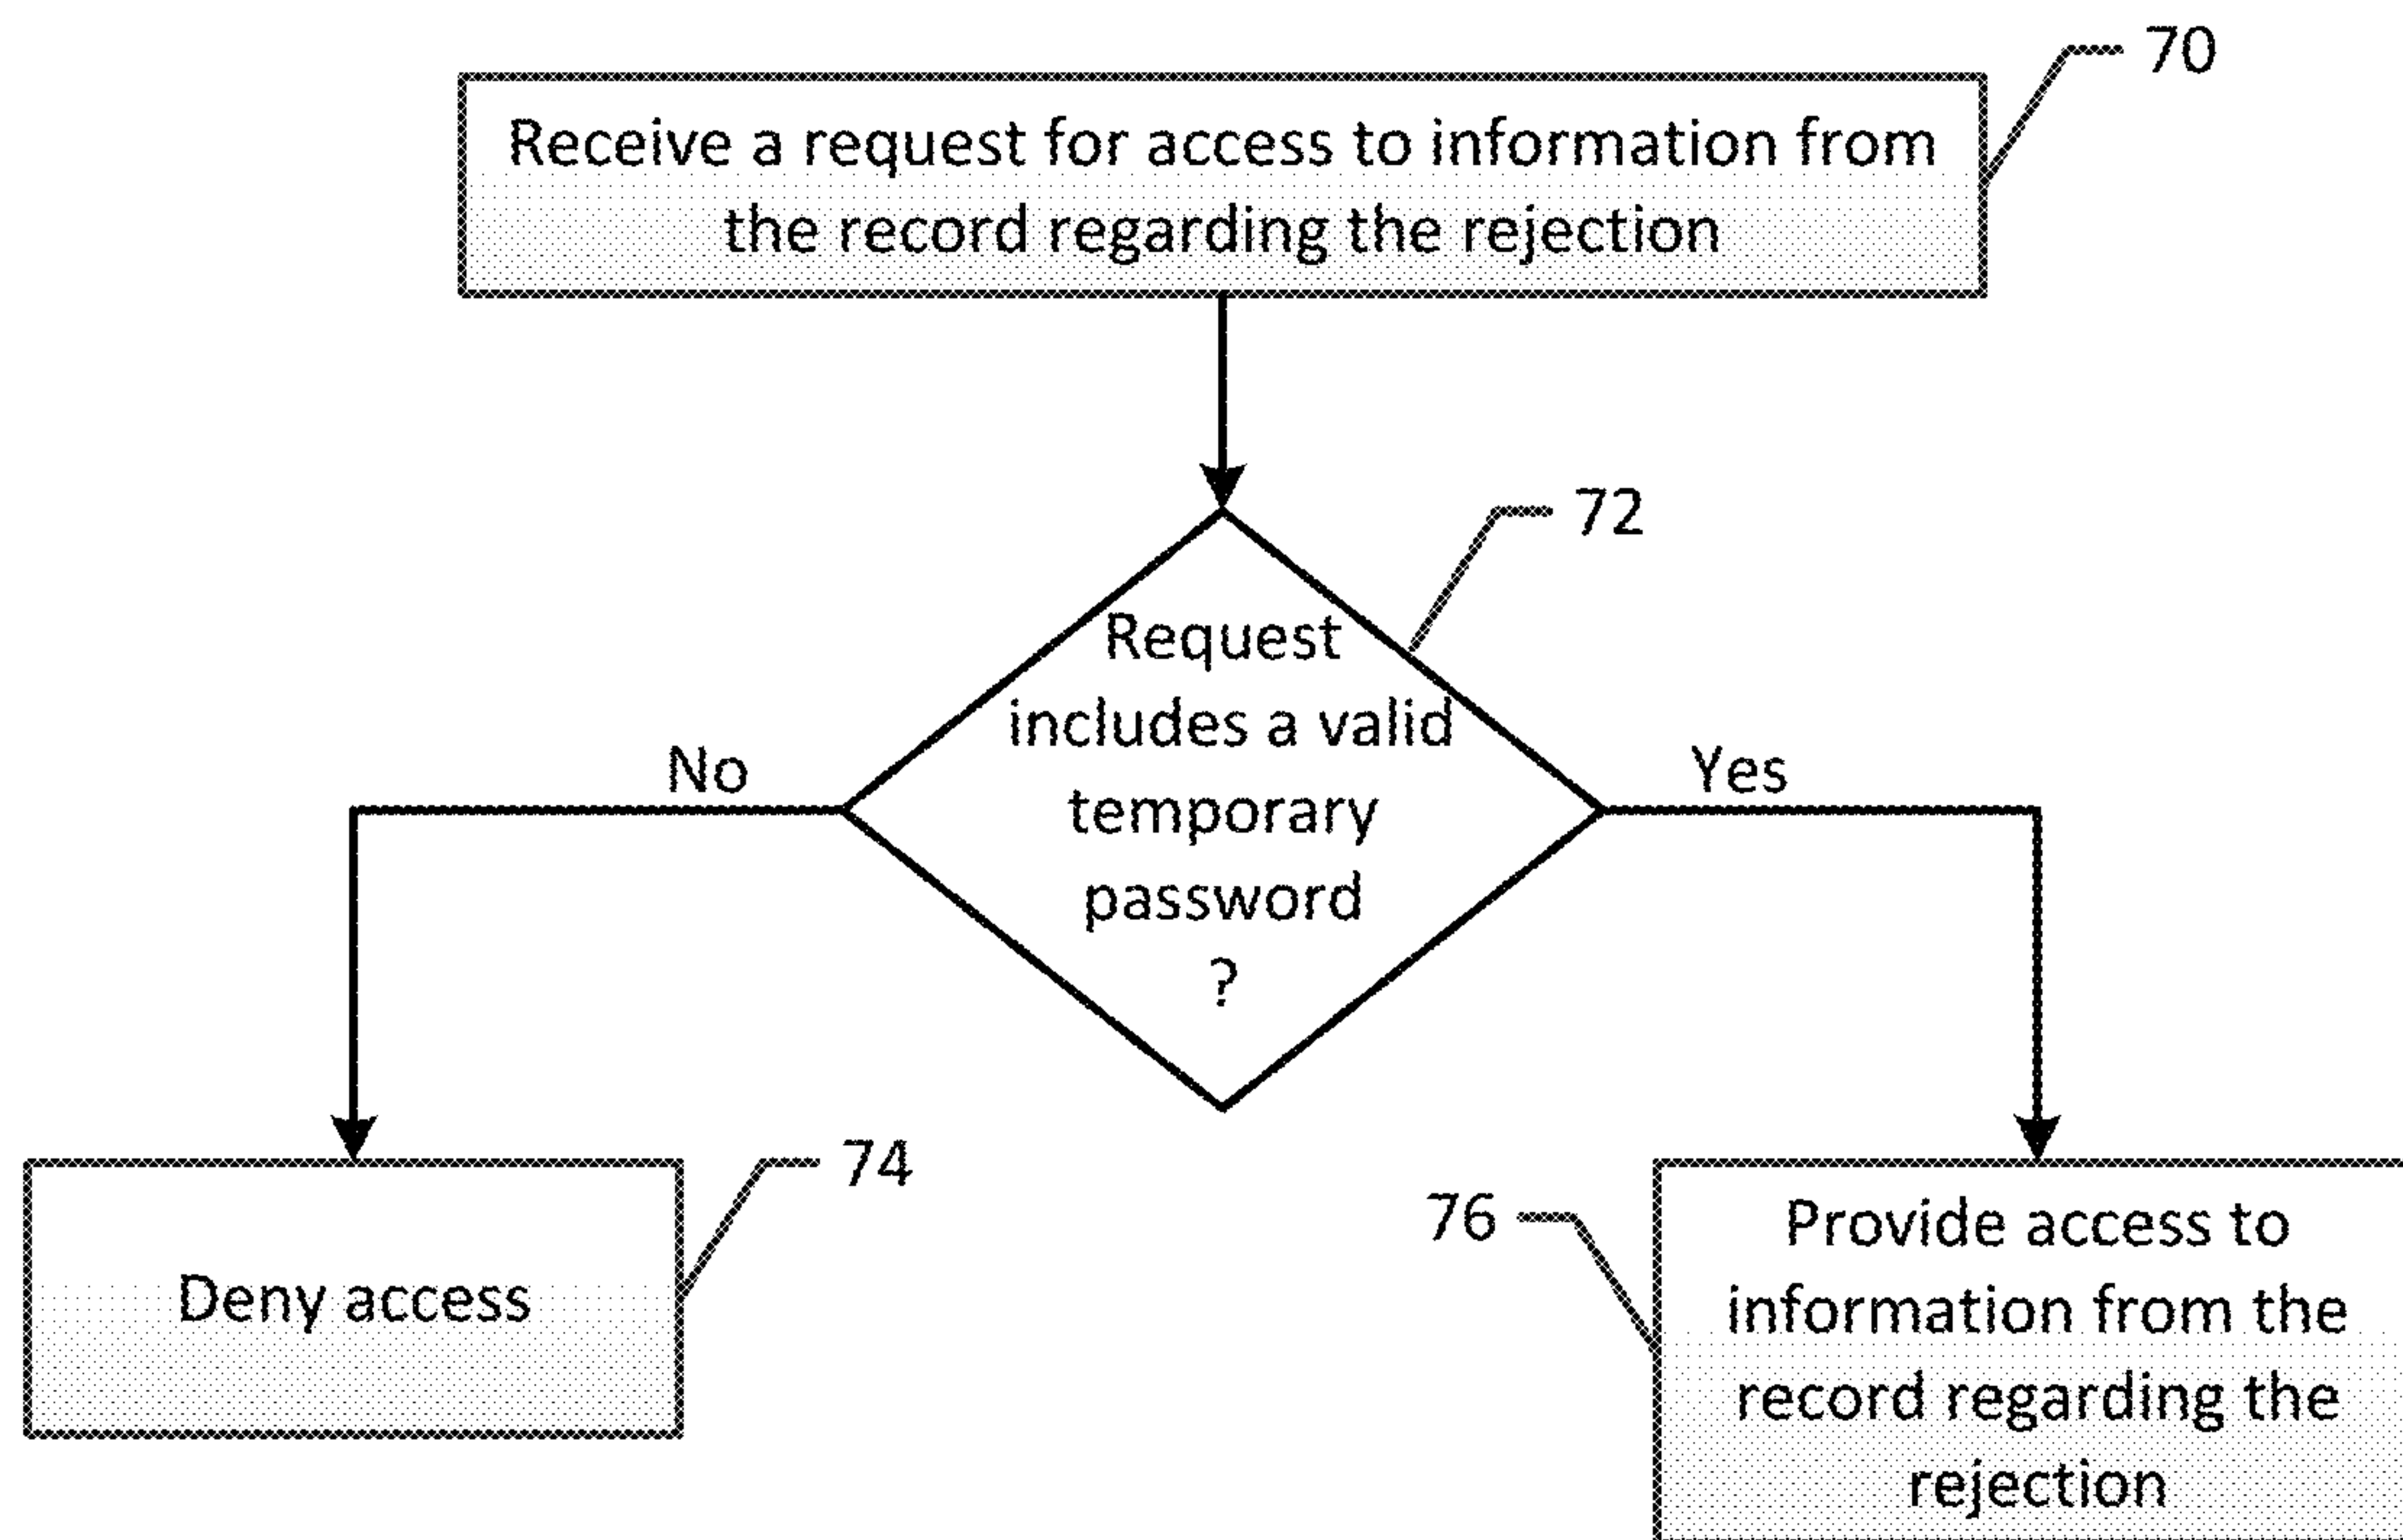 70
Receive a request for access to information from
the record regarding the rejection
72
Request
includes a valid
temporary
password
?
No
Yes
74
Deny access
76
Provide access to
information from the
record regarding the
rejection